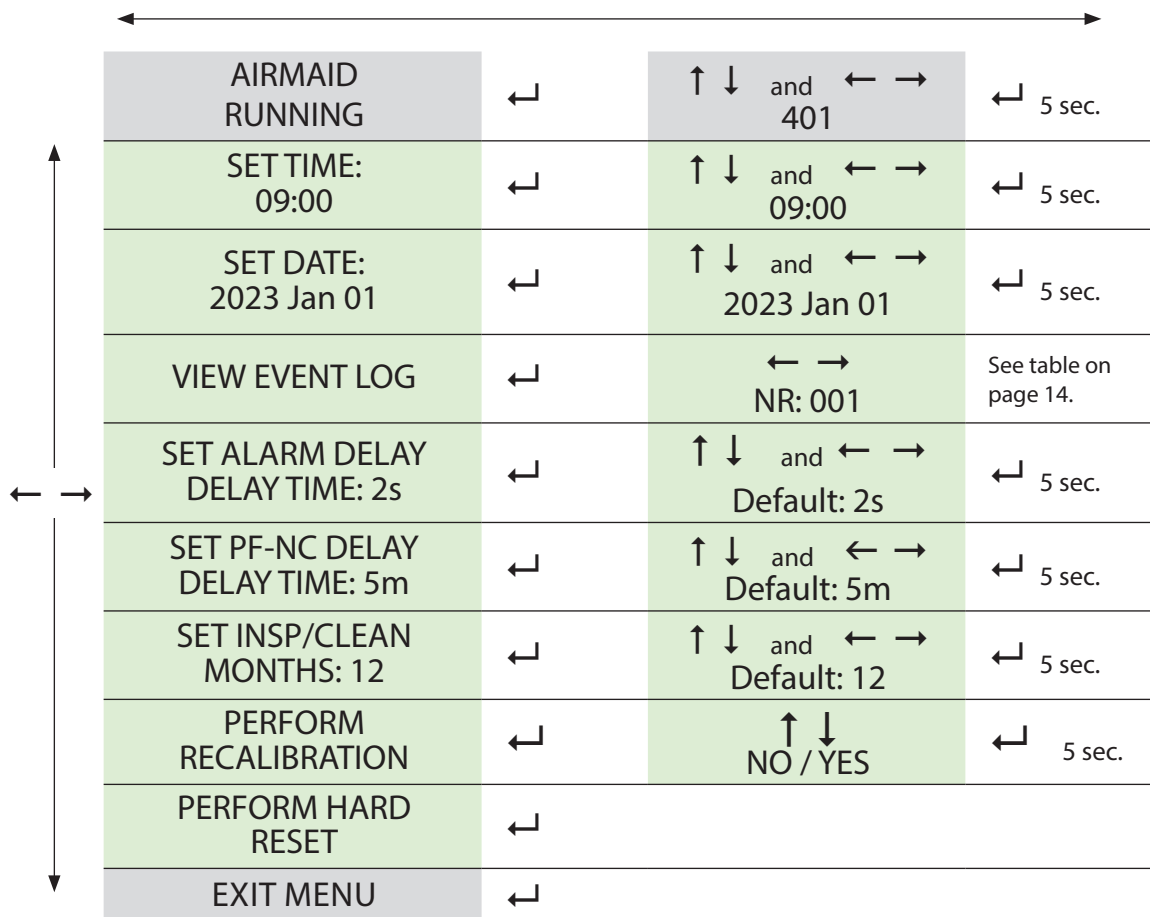 AIRMAID
RUNNING
↵
↑ ↓ and ← →
401
↵ 5 sec.
SET TIME:
09:00
↵
↑ ↓ and ← →
09:00
↵ 5 sec.
SET DATE:
2023 Jan 01
↵
↑ ↓ and ← →
2023 Jan 01
↵ 5 sec.
VIEW EVENT LOG
↵
← →
NR: 001
See table on
page 14.
← →
SET ALARM DELAY
DELAY TIME: 2s
↵
↑ ↓ and ← →
Default: 2s
↵ 5 sec.
SET PF-NC DELAY
DELAY TIME: 5m
↵
↑ ↓ and ← →
Default: 5m
↵ 5 sec.
SET INSP/CLEAN
MONTHS: 12
↵
↑ ↓ and ← →
Default: 12
↵ 5 sec.
PERFORM
RECALIBRATION
↵
↑ ↓
NO / YES
↵ 5 sec.
PERFORM HARD
RESET
↵
EXIT MENU
↵